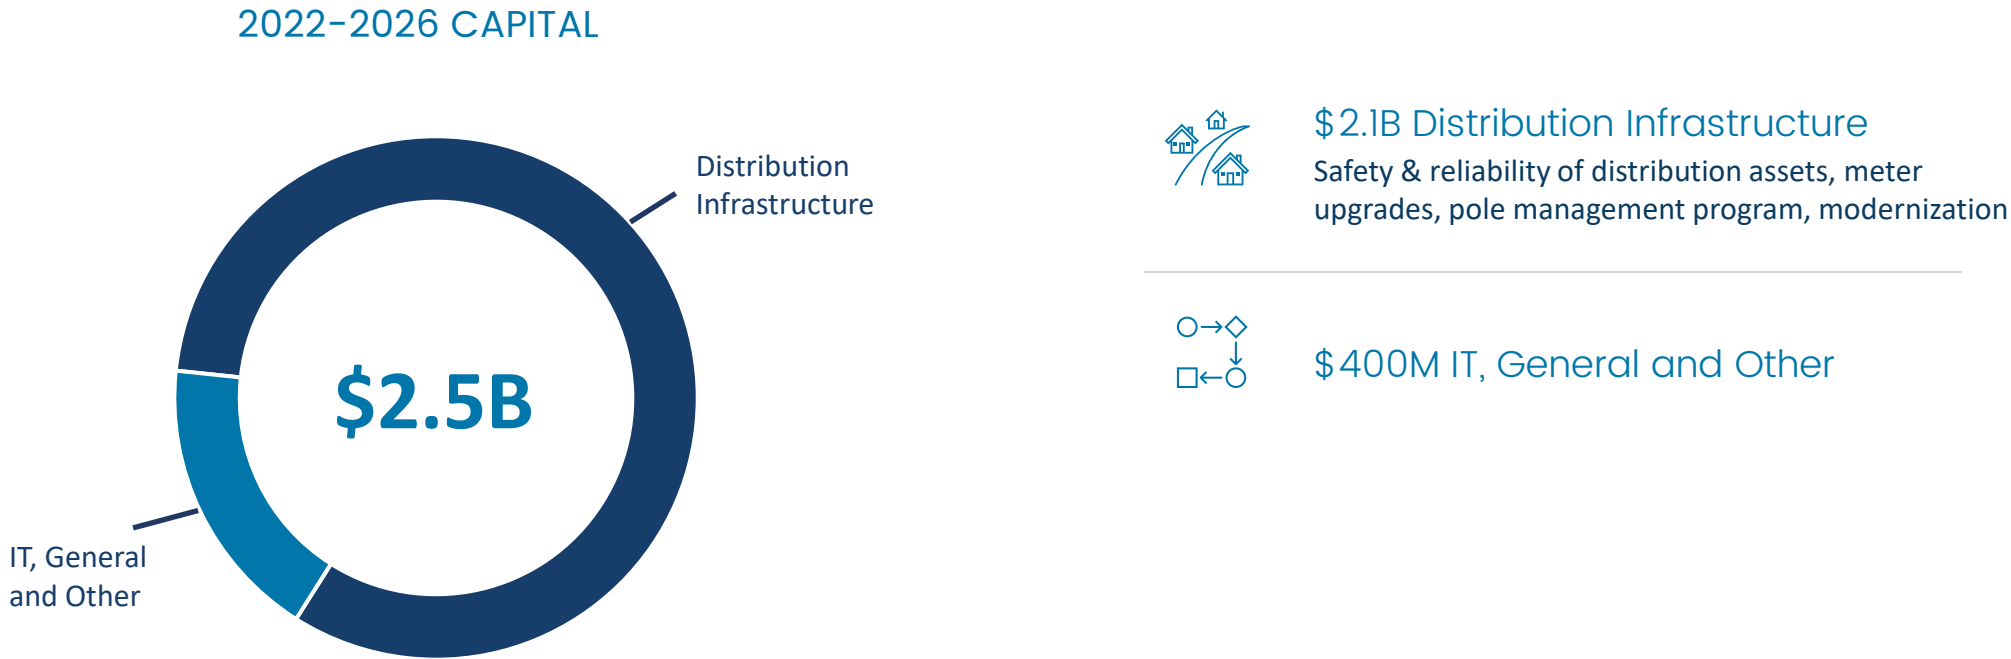 2022-2026 CAPITAL
Distribution
Infrastructure
$2.5B
IT, General
and Other
$2.1B Distribution Infrastructure
Safety & reliability of distribution assets, meter
upgrades, pole management program, modernization
$400M IT, General and Other